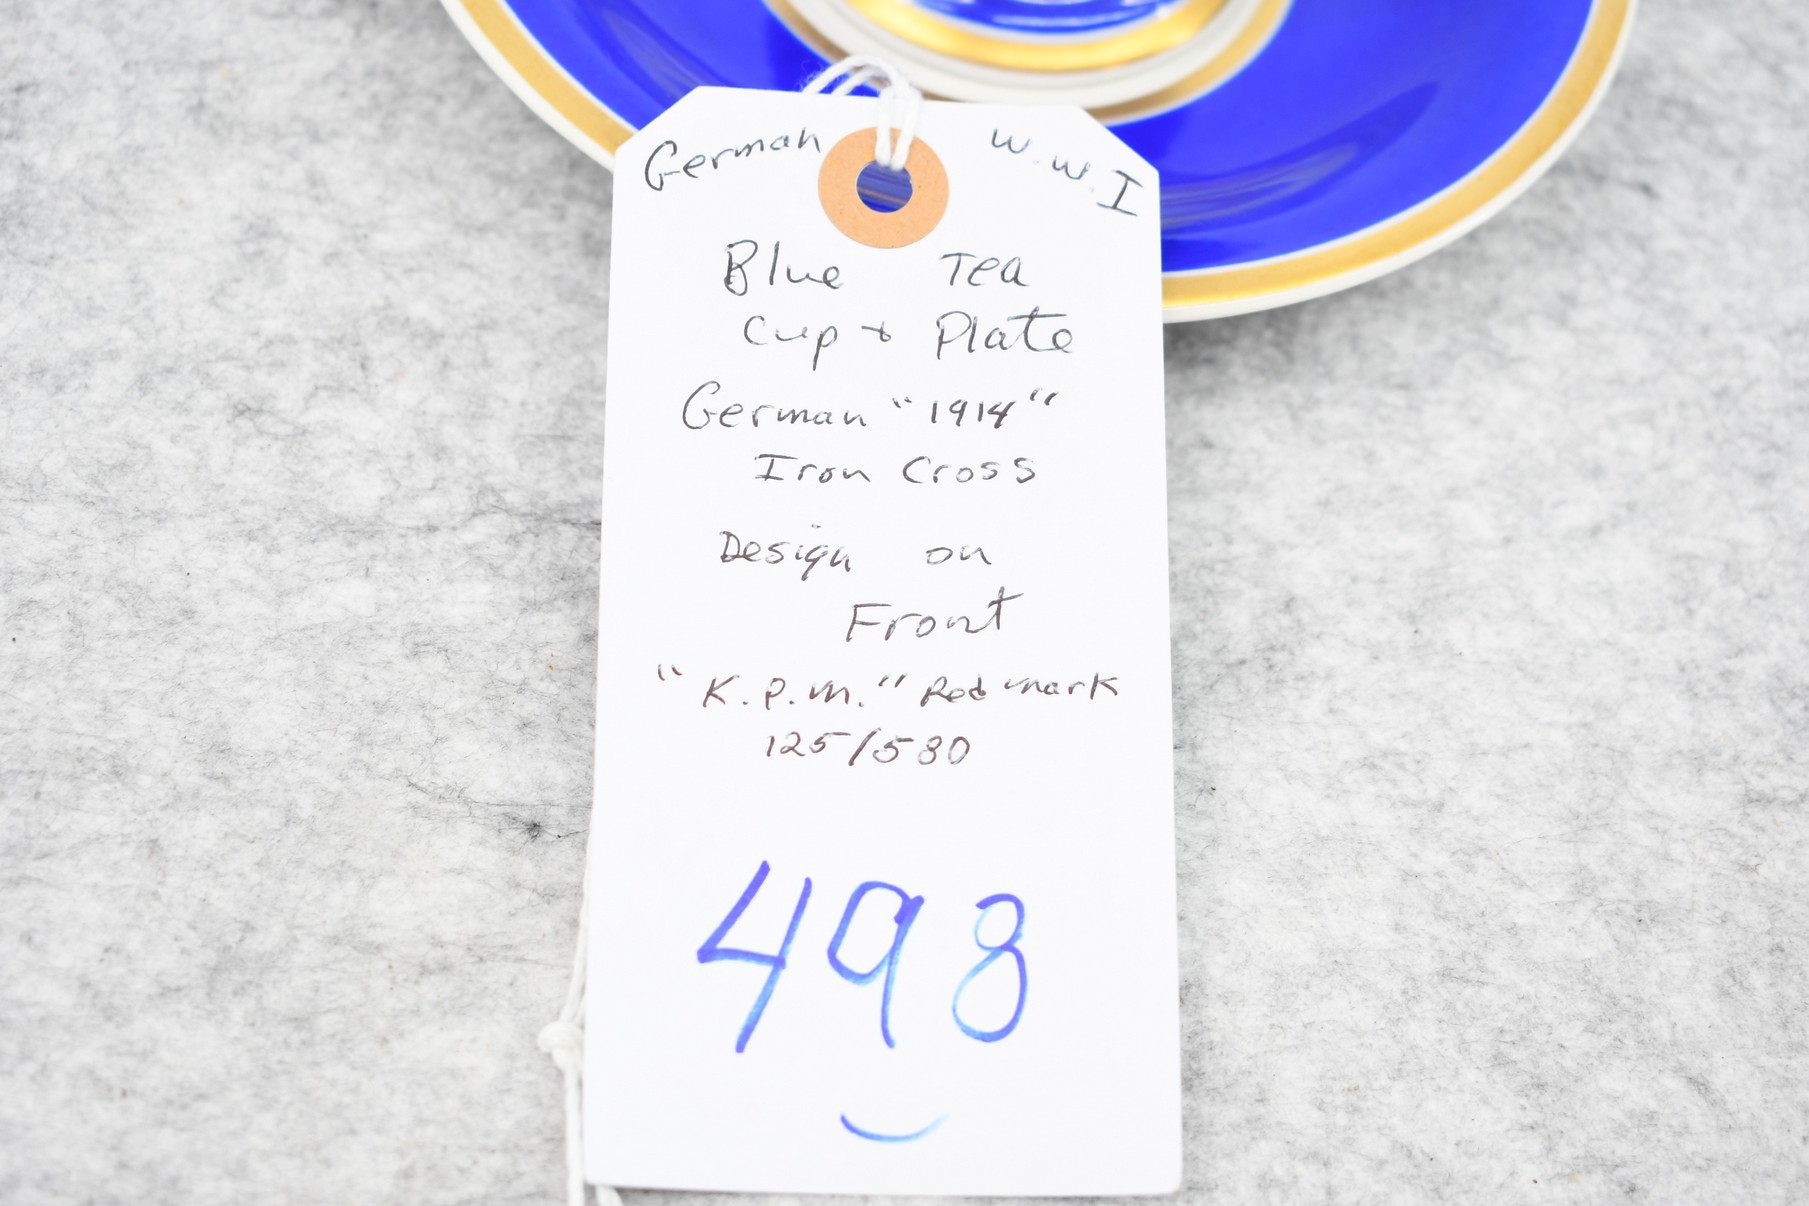 German W.W.I
Blue Tea
Cup + Plate
German "1914"
Iron Cross
Design on
Front
"K.P.M." Red mark
125/580
498